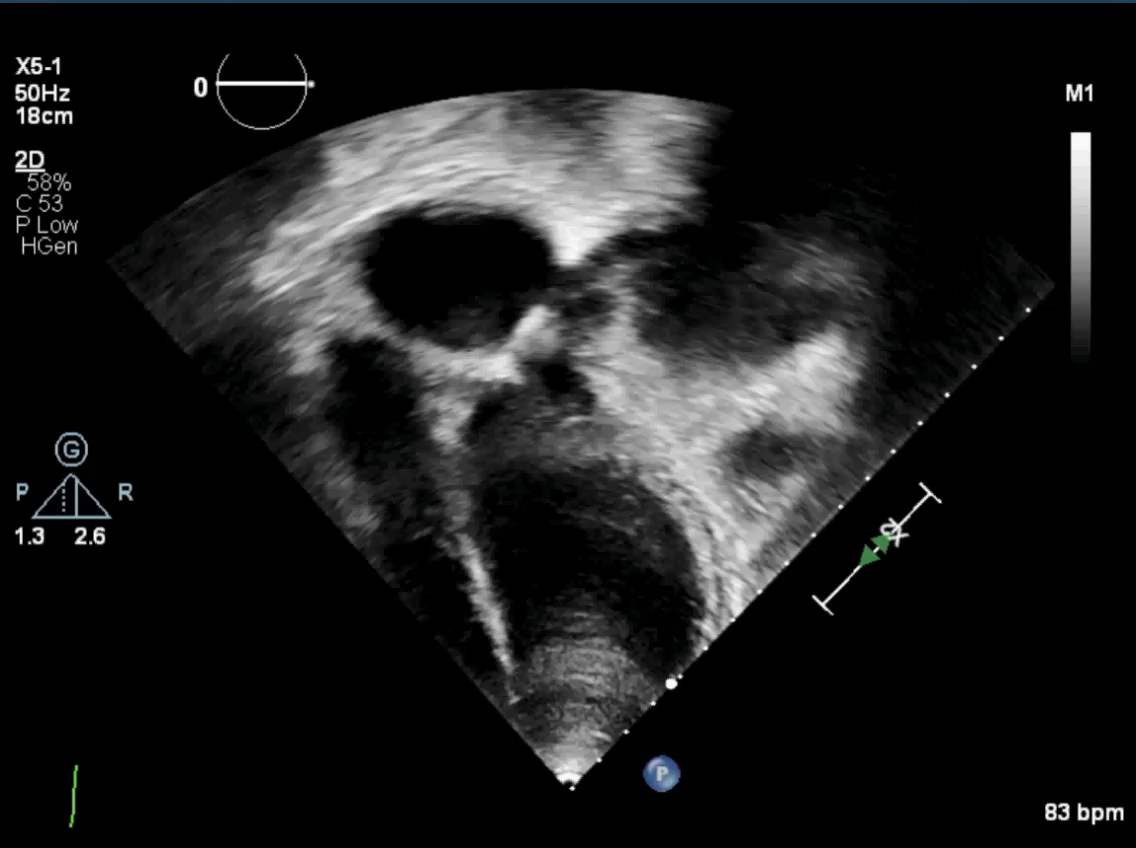 X5-1
50Hz
18cm
0
M1
2D
58%
C 53
P Low
HGen
G
P R
1.3 2.6
P
83 bpm